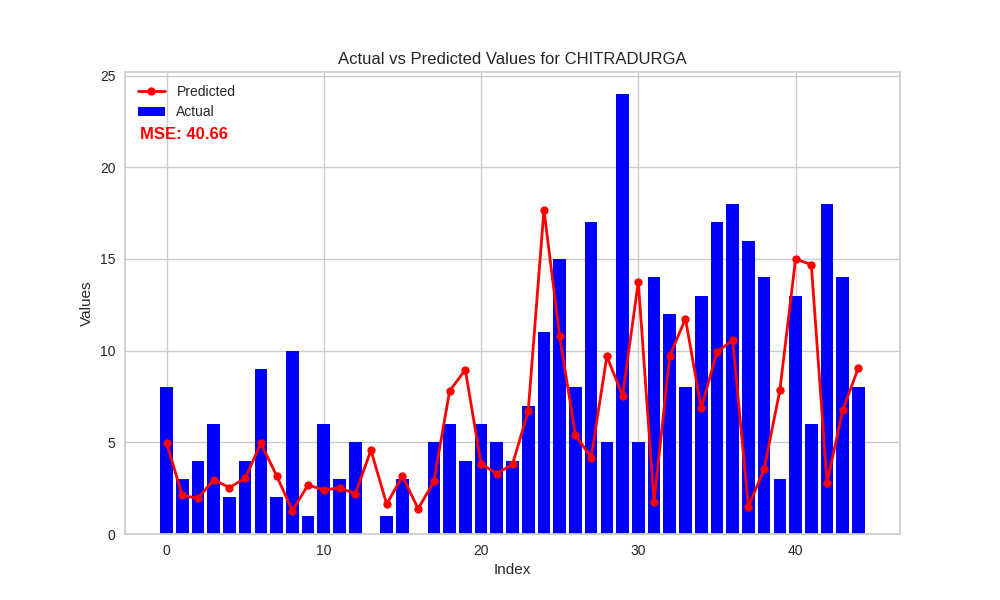 Actual vs Predicted Values for CHITRADURGA
Predicted
Actual
MSE: 40.66
25
20
15
10
5
0
Values
0 10 20 30 40
Index